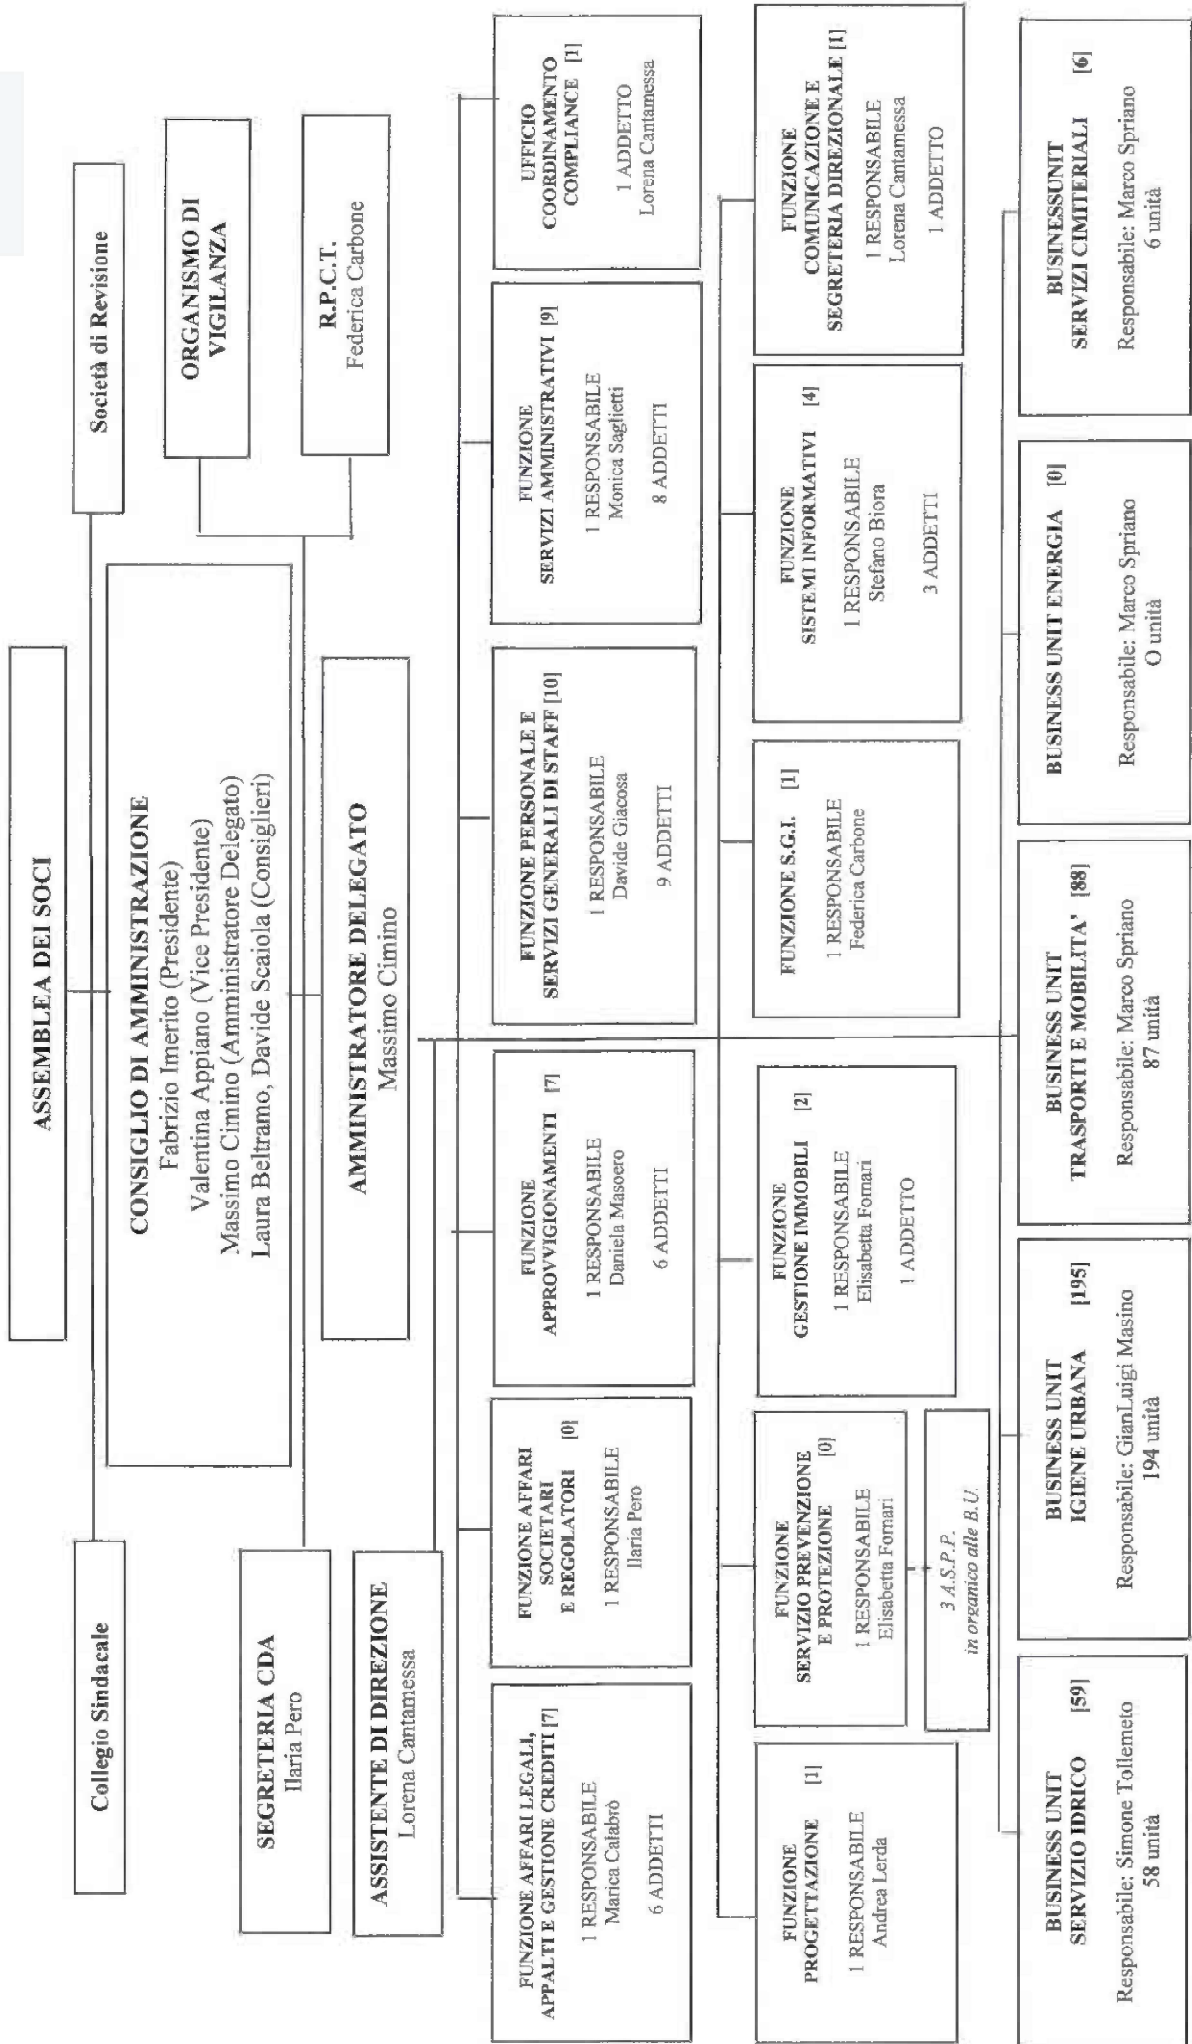 ASSEMBLEA DEI SOCI
Collegio Sindacale
Società di Revisione
CONSIGLIO DI AMMINISTRAZIONE
Fabrizio Imerito (Presidente)
Valentina Appiano (Vice Presidente)
Massimo Cimino (Amministratore Delegato)
Laura Beltramo, Davide Scaiola (Consiglieri)
ORGANISMO DI
VIGILANZA
SEGRETERIA CDA
Ilaria Pero
R.P.C.T.
Federica Carbone
AMMINISTRATORE DELEGATO
Massimo Cimino
ASSISTENTE DI DIREZIONE
Lorena Cantamessa
FUNZIONE AFFARI LEGALI,
APPALTI E GESTIONE CREDITI [7]
1 RESPONSABILE
Marica Calabrò
6 ADDETTI
FUNZIONE AFFARI
SOCIETARI
E REGOLATORI [0]
1 RESPONSABILE
Ilaria Pero
FUNZIONE
APPROVVIGIONAMENTI [7]
1 RESPONSABILE
Daniela Masoero
6 ADDETTI
FUNZIONE PERSONALE E
SERVIZI GENERALI DI STAFF [10]
1 RESPONSABILE
Davide Giacosa
9 ADDETTI
FUNZIONE
SERVIZI AMMINISTRATIVI [9]
1 RESPONSABILE
Monica Saglietti
8 ADDETTI
UFFICIO
COORDINAMENTO
COMPLIANCE [1]
1 ADDETTO
Lorena Cantamessa
FUNZIONE
PROGETTAZIONE [1]
1 RESPONSABILE
Andrea Lerda
FUNZIONE
SERVIZIO PREVENZIONE
E PROTEZIONE [0]
1 RESPONSABILE
Elisabetta Fornari
3 A.S.P.P.
in organico alle B.U.
FUNZIONE
GESTIONE IMMOBILI [2]
1 RESPONSABILE
Elisabetta Fornari
1 ADDETTO
FUNZIONE S.G.I. [1]
1 RESPONSABILE
Federica Carbone
FUNZIONE
SISTEMI INFORMATIVI [4]
1 RESPONSABILE
Stefano Biora
3 ADDETTI
FUNZIONE
COMUNICAZIONE E
SEGRETERIA DIREZIONALE [1]
1 RESPONSABILE
Lorena Cantamessa
1 ADDETTO
BUSINESS UNIT
SERVIZIO IDRICO [59]
Responsabile: Simone Tollemeto
58 unità
BUSINESS UNIT
IGIENE URBANA [195]
Responsabile: GianLuigi Masino
194 unità
BUSINESS UNIT
TRASPORTI E MOBILITA' [88]
Responsabile: Marco Spriano
87 unità
BUSINESS UNIT ENERGIA [0]
Responsabile: Marco Spriano
O unità
BUSINESSUNIT
SERVIZI CIMITERIALI [6]
Responsabile: Marco Spriano
6 unità